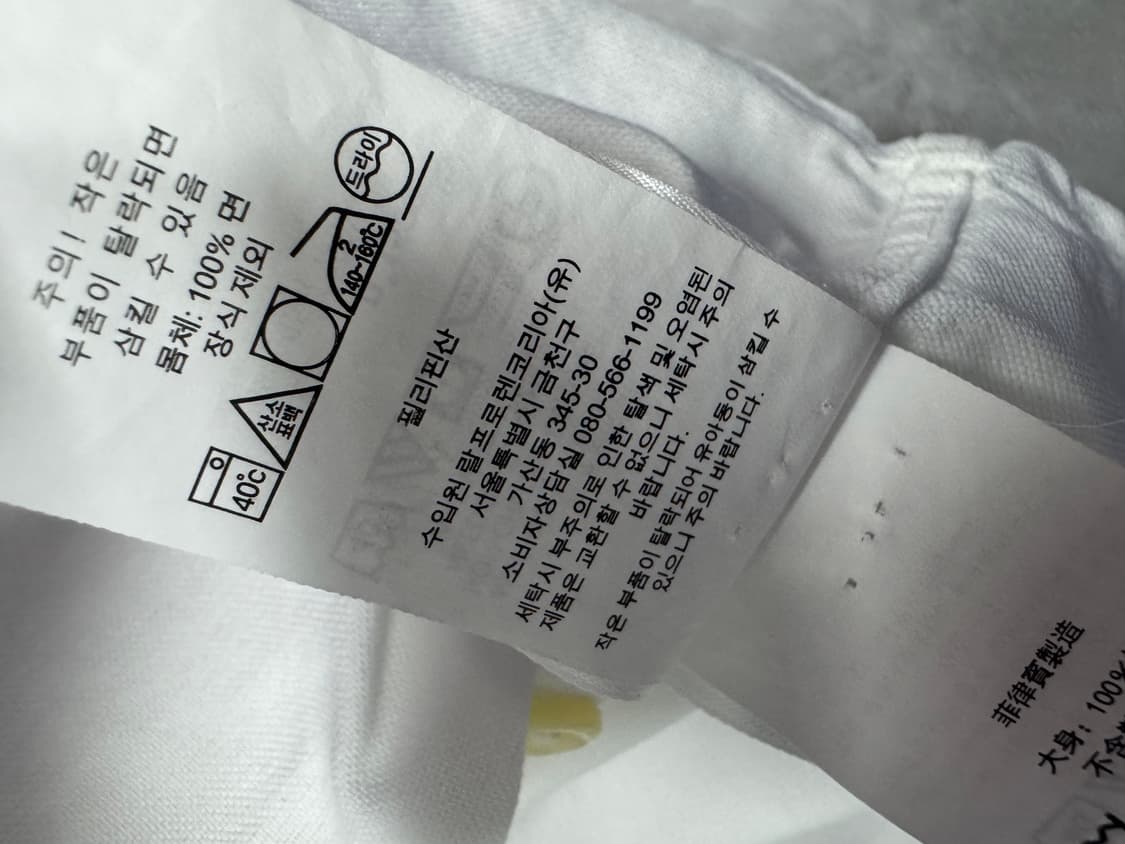 주의! 작은
부품이 탈락되면
삼킬 수 있음
몸체: 100% 면
장식 제외
40℃
산소
표백
2
140~160℃
드라이
필리핀산
수입원 랄프로렌코리아(유)
서울특별시 금천구
가산동 345-30
소비자상담실 080-566-1199
세탁시 부주의로 인한 탈색 및 오염된
제품은 교환할 수 없으니 세탁시 주의
바랍니다.
작은 부품이 탈락되어 유아동이 삼킬 수
있으니 주의 바랍니다.
菲律賓製造
大身: 100%
不含